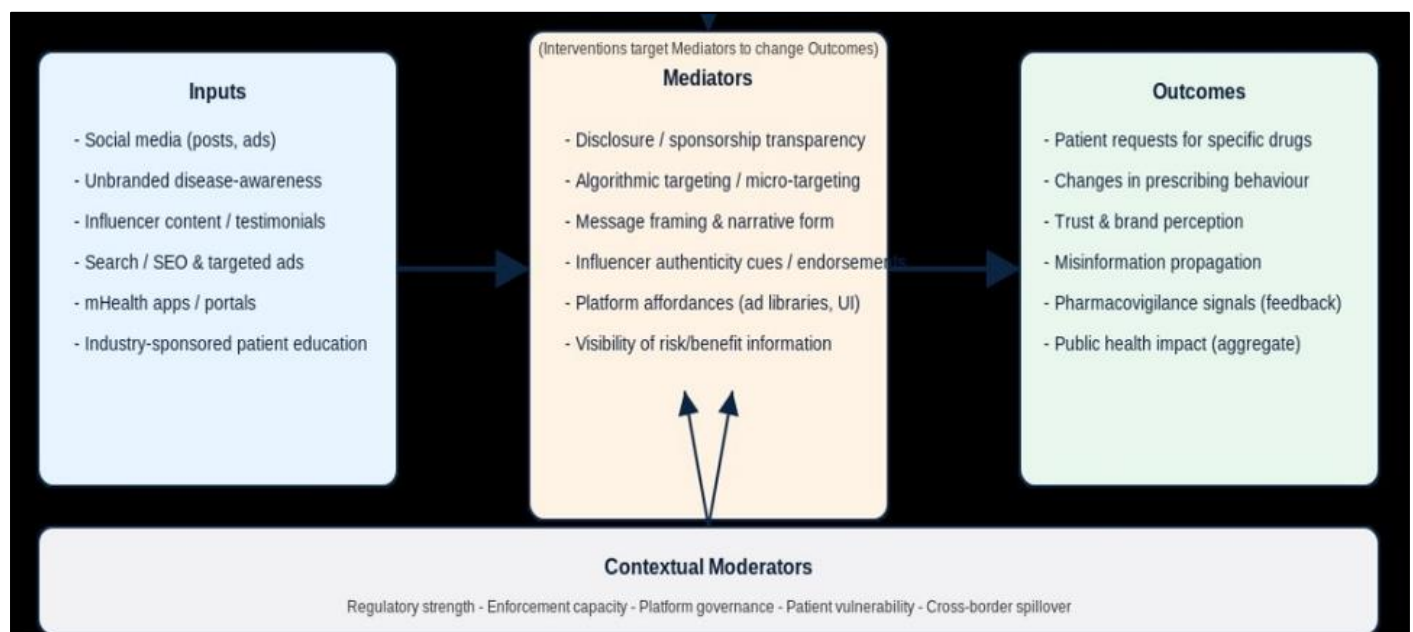 Inputs
- Social media (posts, ads)
- Unbranded disease-awareness
- Influencer content / testimonials
- Search / SEO & targeted ads
- mHealth apps / portals
- Industry-sponsored patient education
(Interventions target Mediators to change Outcomes)
Mediators
- Disclosure / sponsorship transparency
- Algorithmic targeting / micro-targeting
- Message framing & narrative form
- Influencer authenticity cues / endorsements
- Platform affordances (ad libraries, UI)
- Visibility of risk/benefit information
Outcomes
- Patient requests for specific drugs
- Changes in prescribing behaviour
- Trust & brand perception
- Misinformation propagation
- Pharmacovigilance signals (feedback)
- Public health impact (aggregate)
Contextual Moderators
Regulatory strength - Enforcement capacity - Platform governance - Patient vulnerability - Cross-border spillover